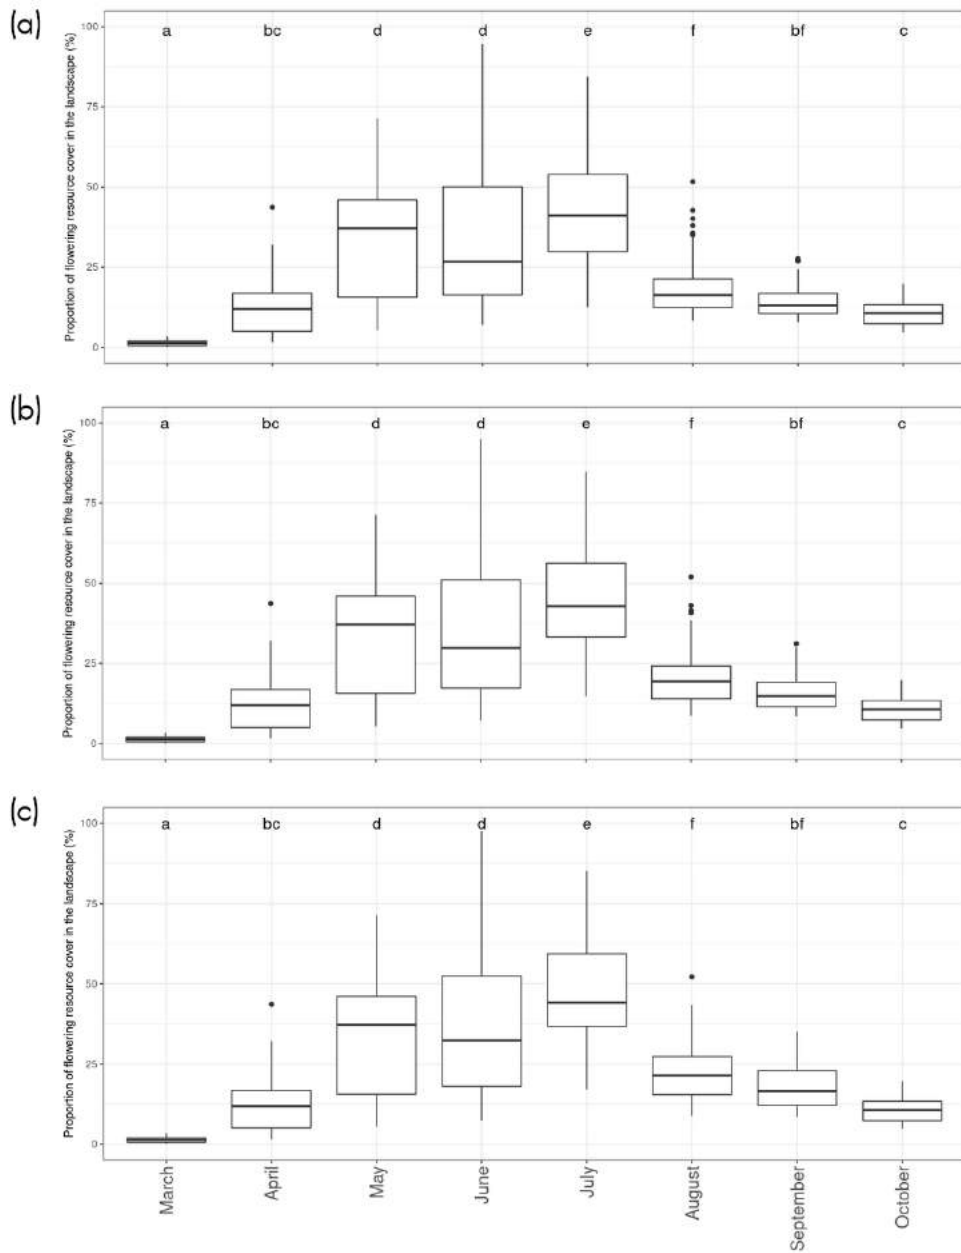 (a)
Proportion of flowering resource cover in the landscape (%)
100
75
50
25
0
a bc d d e f bf c
(b)
Proportion of flowering resource cover in the landscape (%)
100
75
50
25
0
a bc d d e f bf c
(c)
Proportion of flowering resource cover in the landscape (%)
100
75
50
25
0
a bc d d e f bf c
March
April
May
June
July
August
September
October